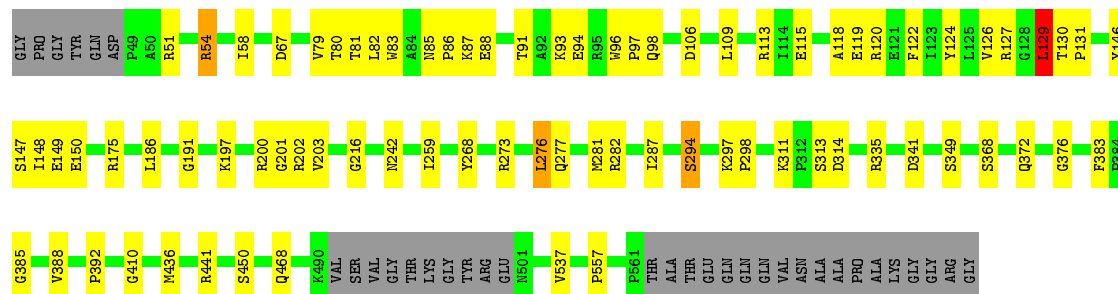 GLY PRO GLY TYR GLN ASP P49 A50 R51 R54 I58 D67 V79 T80 T81 L82 W83 A84 N85 P86 K87 E88 T91 A92 K93 E94 R95 W96 P97 Q98 D106 L109 R113 I114 E115 A118 E119 R120 E121 F122 I123 Y124 L125 V126 R127 G128 L129 T130 P131 Y146
S147 I148 E149 E150 R175 L186 G191 K197 R200 G201 R202 V203 G216 N242 I259 Y268 R273 L276 Q277 M281 R282 I287 S294 K297 P298 K311 P312 S313 D314 R335 D341 S349 S368 Q372 G376 F383 P384
G385 V388 P392 G410 M436 R441 S450 Q468 K490 VAL SER VAL GLY THR LYS GLY TYR ARG GLU N501 V537 P557 P561 THR ALA THR GLU GLN GLN GLN VAL ASN ALA ALA PRO ALA LYS GLY GLY ARG GLY